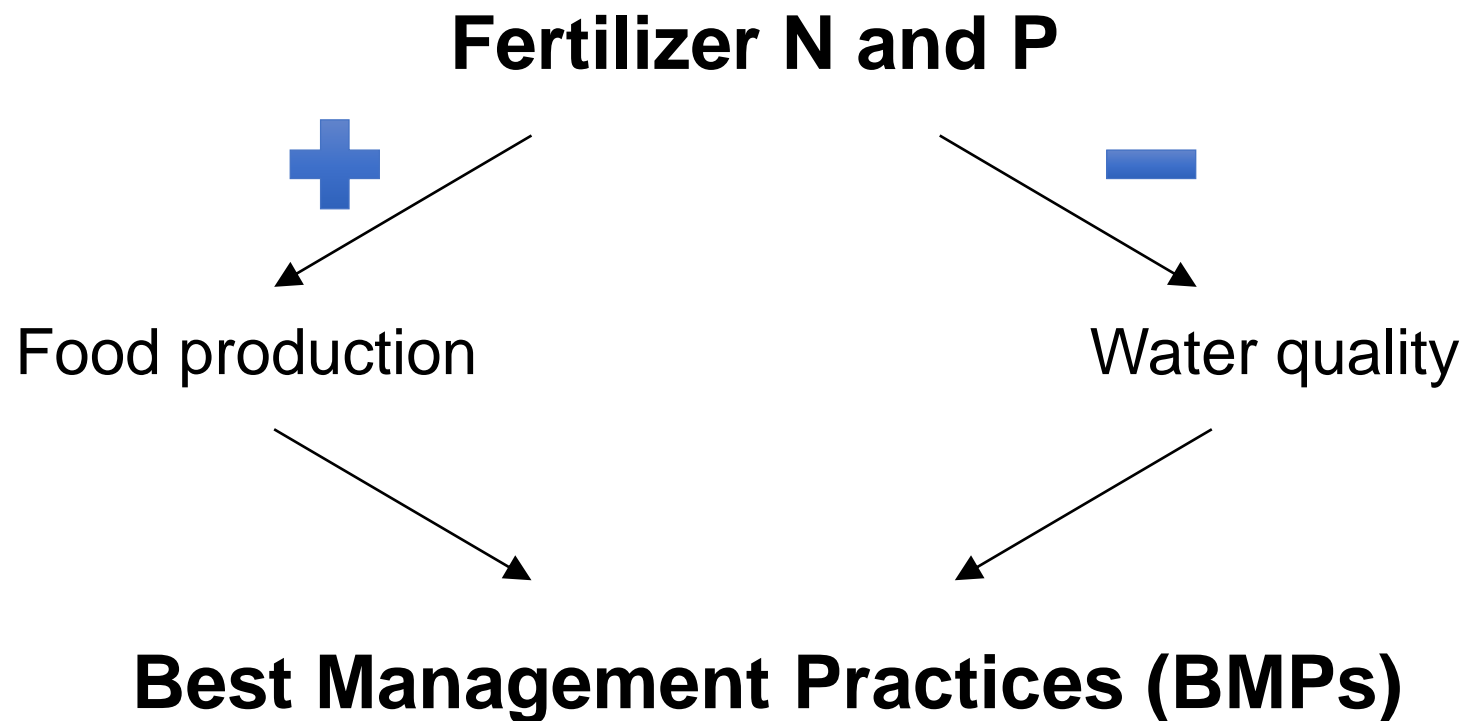 Fertilizer N and P
Food production
Water quality
Best Management Practices (BMPs)